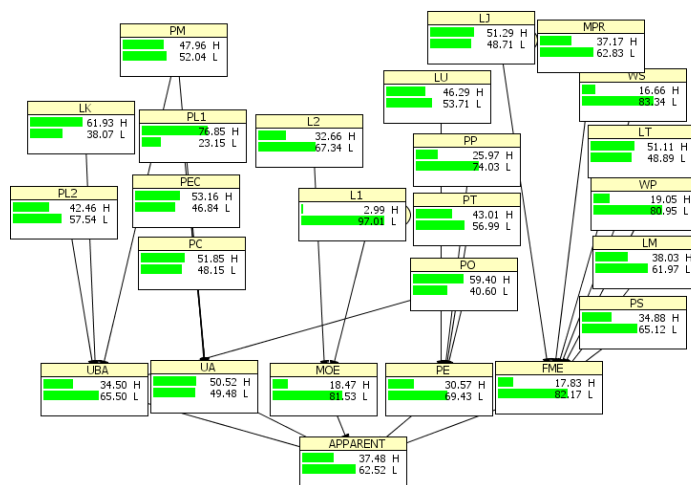 PM
47.96 H
52.04 L
LJ
51.29 H
48.71 L
MPR
37.17 H
62.83 L
LU
46.29 H
53.71 L
WS
16.66 H
83.34 L
LK
61.93 H
38.07 L
PL1
76.85 H
23.15 L
L2
32.66 H
67.34 L
PP
25.97 H
74.03 L
LT
51.11 H
48.89 L
PL2
42.46 H
57.54 L
PEC
53.16 H
46.84 L
L1
2.99 H
97.01 L
PT
43.01 H
56.99 L
WP
19.05 H
80.95 L
PC
51.85 H
48.15 L
LM
38.03 H
61.97 L
PO
59.40 H
40.60 L
PS
34.88 H
65.12 L
UBA
34.50 H
65.50 L
UA
50.52 H
49.48 L
MOE
18.47 H
81.53 L
PE
30.57 H
69.43 L
FME
17.83 H
82.17 L
APPARENT
37.48 H
62.52 L